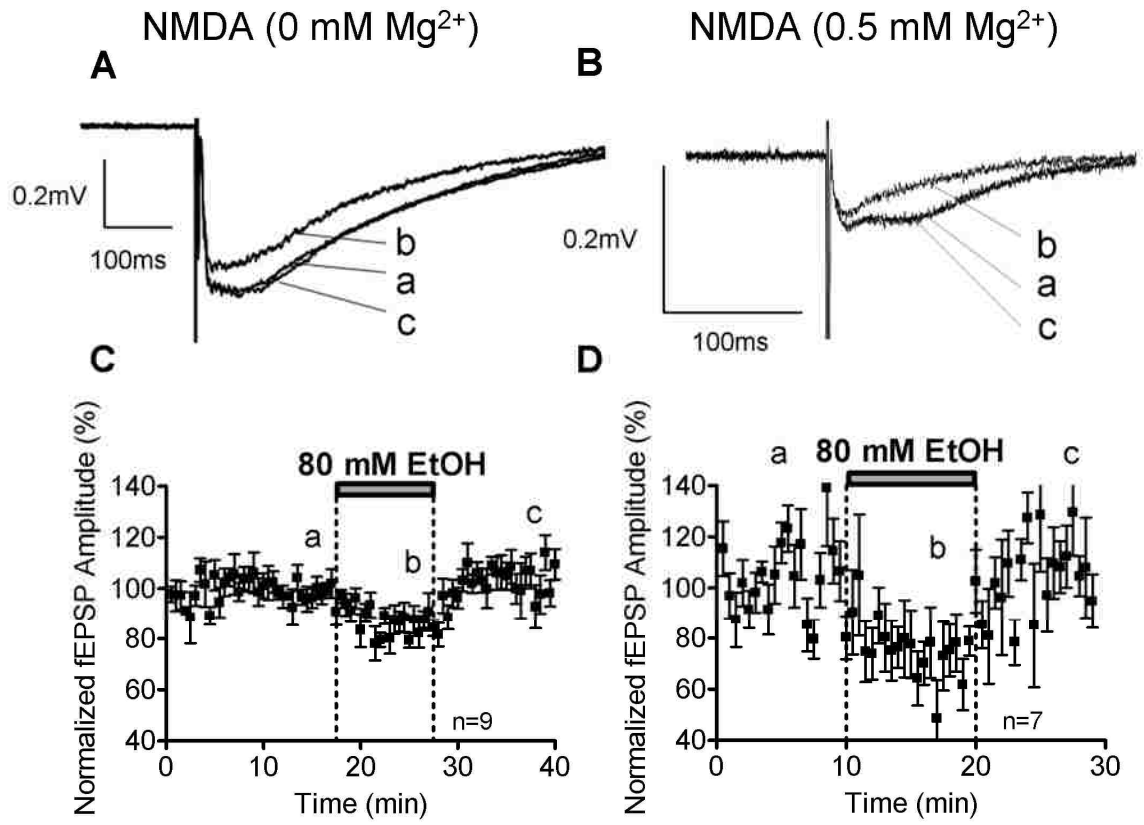 NMDA (0 mM Mg²⁺)
NMDA (0.5 mM Mg²⁺)
A
B
0.2mV
100ms
b
a
c
0.2mV
100ms
b
a
c
C
D
Normalized fEPSP Amplitude (%)
80 mM EtOH
a
b
c
140
120
100
80
60
40
n=9
0
10
20
30
40
Time (min)
Normalized fEPSP Amplitude (%)
a
80 mM EtOH
c
b
140
120
100
80
60
40
n=7
0
10
20
30
Time (min)